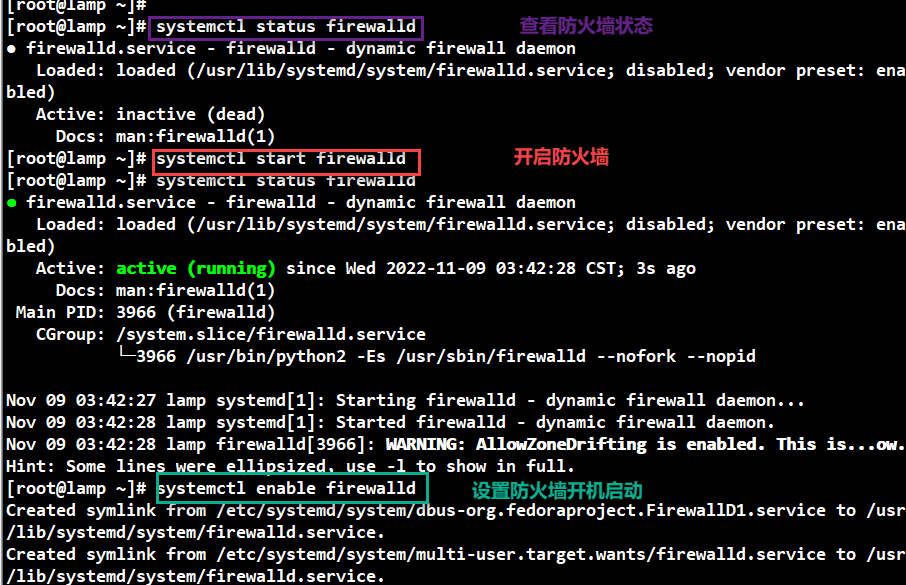 [root@lamp ~]#
[root@lamp ~]# systemctl status firewalld 查看防火墙状态
● firewalld.service - firewalld - dynamic firewall daemon
Loaded: loaded (/usr/lib/systemd/system/firewalld.service; disabled; vendor preset: ena
bled)
Active: inactive (dead)
Docs: man:firewalld(1)
[root@lamp ~]# systemctl start firewalld 开启防火墙
[root@lamp ~]# systemctl status firewalld
● firewalld.service - firewalld - dynamic firewall daemon
Loaded: loaded (/usr/lib/systemd/system/firewalld.service; disabled; vendor preset: ena
bled)
Active: active (running) since Wed 2022-11-09 03:42:28 CST; 3s ago
Docs: man:firewalld(1)
Main PID: 3966 (firewalld)
CGroup: /system.slice/firewalld.service
└─3966 /usr/bin/python2 -Es /usr/sbin/firewalld --nofork --nopid
Nov 09 03:42:27 lamp systemd[1]: Starting firewalld - dynamic firewall daemon...
Nov 09 03:42:28 lamp systemd[1]: Started firewalld - dynamic firewall daemon.
Nov 09 03:42:28 lamp firewalld[3966]: WARNING: AllowZoneDrifting is enabled. This is...ow.
Hint: Some lines were ellipsized, use -l to show in full.
[root@lamp ~]# systemctl enable firewalld 设置防火墙开机启动
Created symlink from /etc/systemd/system/dbus-org.fedoraproject.FirewallD1.service to /usr
/lib/systemd/system/firewalld.service.
Created symlink from /etc/systemd/system/multi-user.target.wants/firewalld.service to /usr
/lib/systemd/system/firewalld.service.